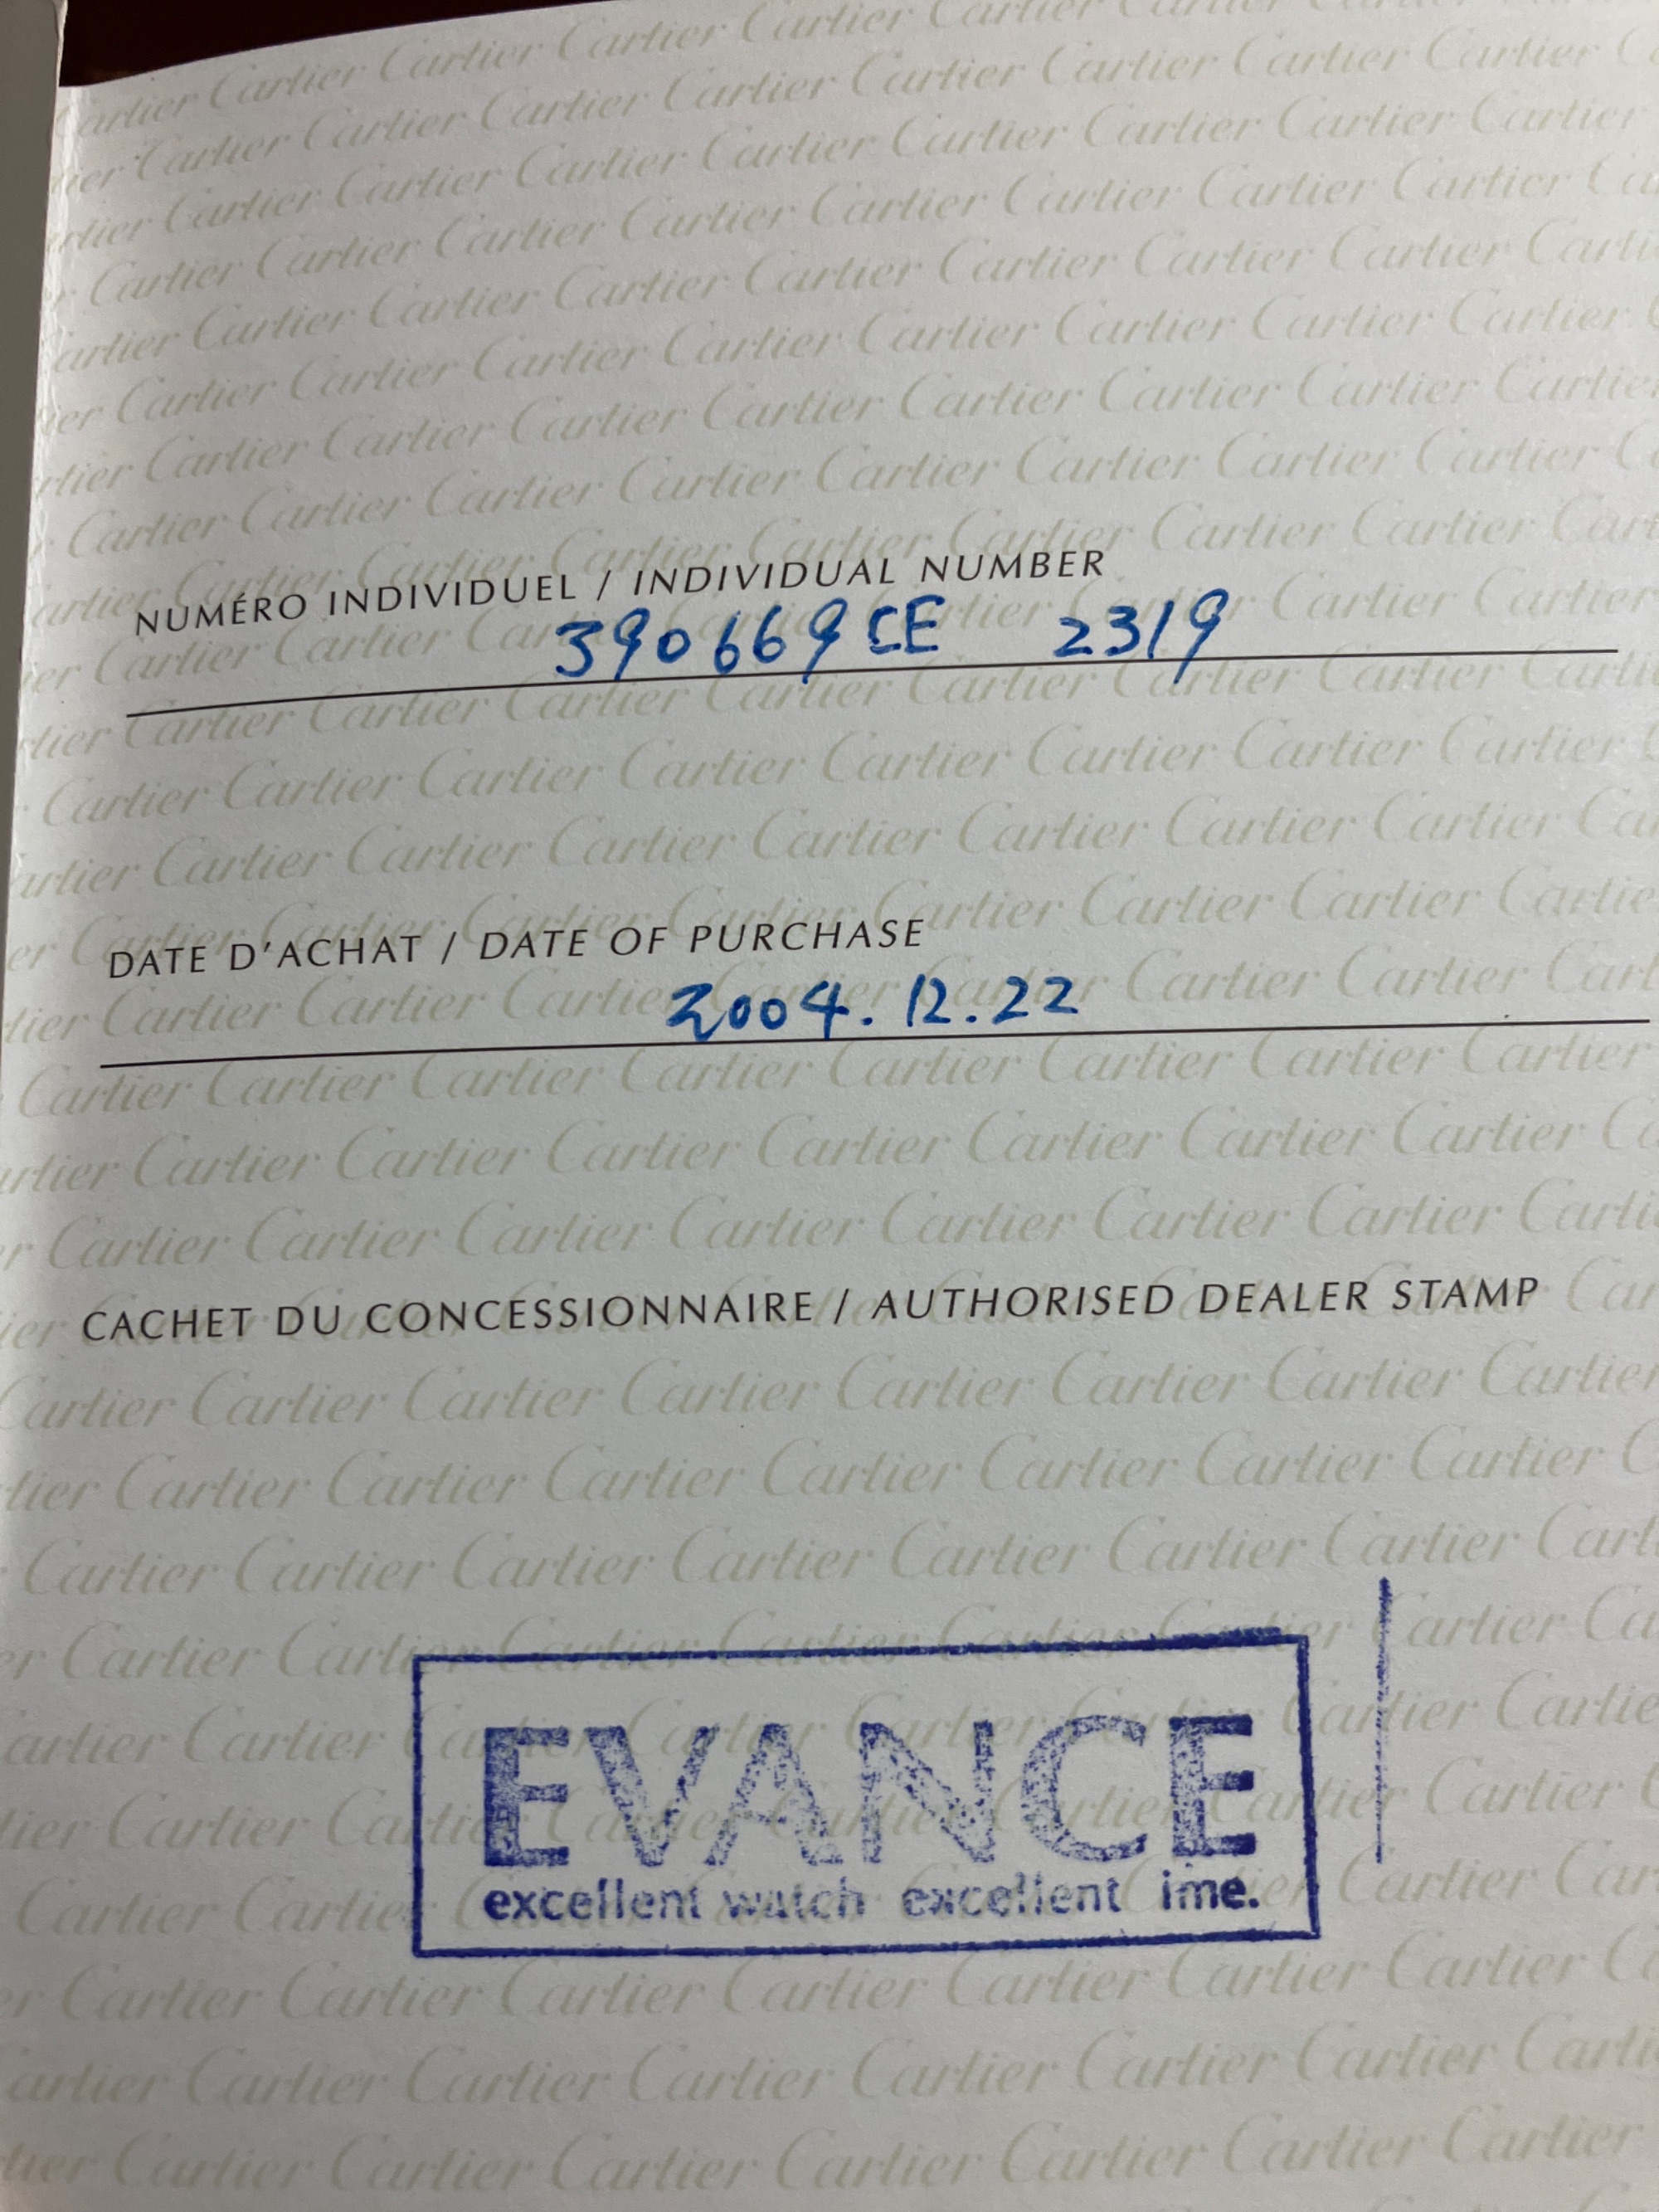 NUMÉRO INDIVIDUEL / INDIVIDUAL NUMBER
390669CE 2319
DATE D'ACHAT / DATE OF PURCHASE
2004.12.22
CACHET DU CONCESSIONNAIRE / AUTHORISED DEALER STAMP
EVANCE
excellent watch excellent ime.